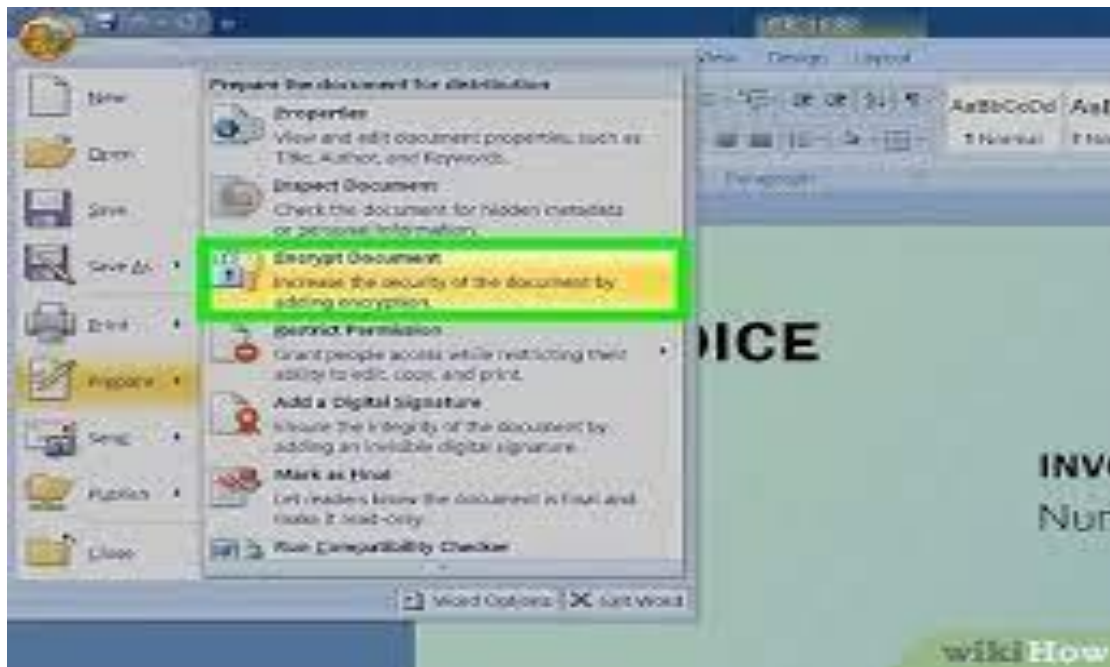 View Design Layout
New
Open
Save
Save As
Print
Prepare
Send
Publish
Close
Prepare the document for distribution
Properties
View and edit document properties, such as
Title, Author, and Keywords.
Inspect Document
Check the document for hidden metadata
or personal information.
Encrypt Document
Increase the security of the document by
adding encryption.
Restrict Permission
Grant people access while restricting their
ability to edit, copy, and print.
Add a Digital Signature
Ensure the integrity of the document by
adding an invisible digital signature.
Mark as Final
Let readers know the document is final and
make it read-only.
Run Compatibility Checker
Word Options Exit Word
AaBbCcDd AaB
¶ Normal
Paragraph
OICE
INVO
Num
wikiHow